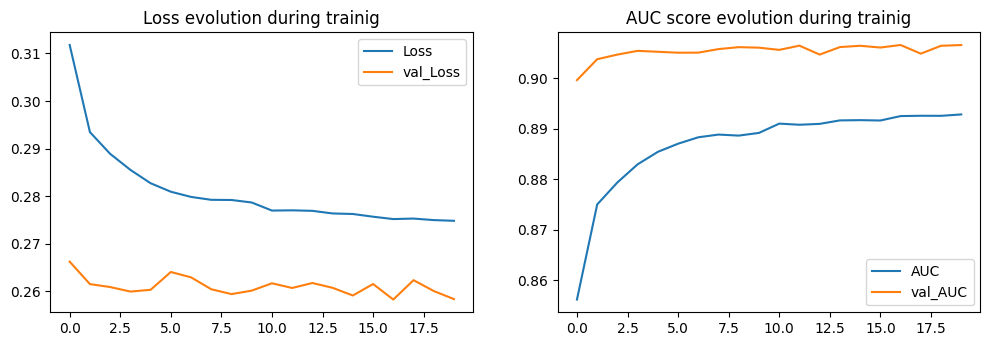 Loss evolution during trainig
0.31
0.30
0.29
0.28
0.27
0.26
0.0 2.5 5.0 7.5 10.0 12.5 15.0 17.5
Loss
val_Loss
AUC score evolution during trainig
0.90
0.89
0.88
0.87
0.86
0.0 2.5 5.0 7.5 10.0 12.5 15.0 17.5
AUC
val_AUC